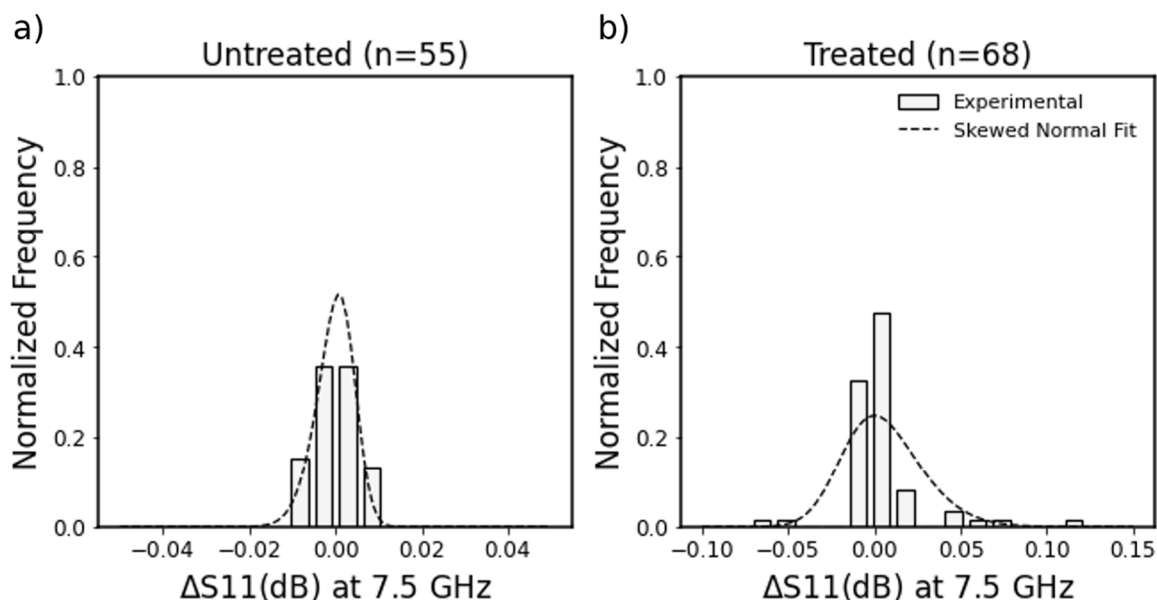 a)
Untreated (n=55)
1.0
0.8
0.6
0.4
0.2
0.0
Normalized Frequency
−0.04 −0.02 0.00 0.02 0.04
ΔS11(dB) at 7.5 GHz
b)
Treated (n=68)
Experimental
Skewed Normal Fit
1.0
0.8
0.6
0.4
0.2
0.0
Normalized Frequency
−0.10 −0.05 0.00 0.05 0.10 0.15
ΔS11(dB) at 7.5 GHz